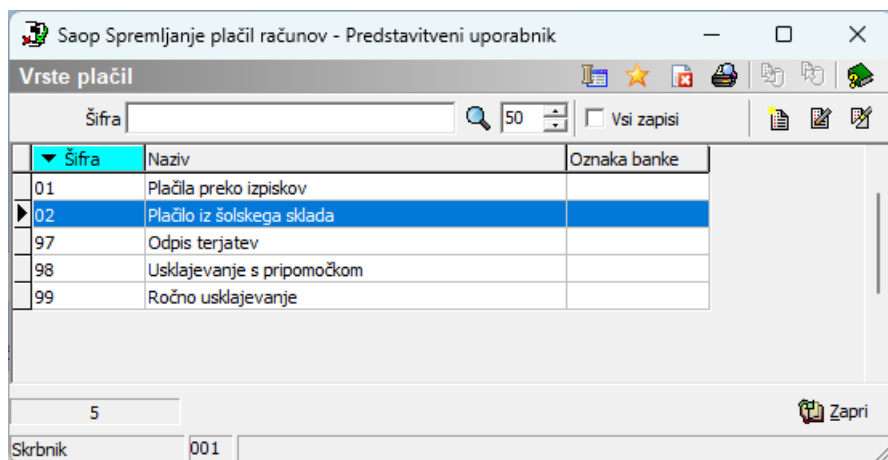 Saop Spremljanje plačil računov - Predstavitveni uporabnik
Vrste plačil
Šifra 50 Vsi zapisi
Šifra Naziv Oznaka banke
01 Plačila preko izpiskov
02 Plačilo iz šolskega sklada
97 Odpis terjatev
98 Usklajevanje s pripomočkom
99 Ročno usklajevanje
5 Zapri
Skrbnik 001